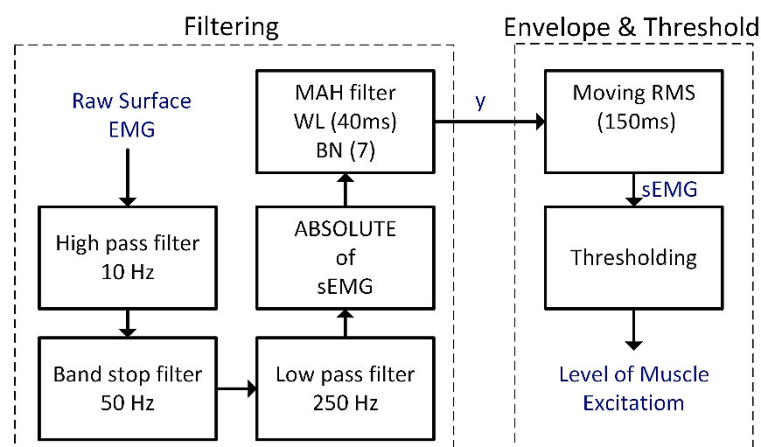 Filtering
Raw Surface
EMG
High pass filter
10 Hz
Band stop filter
50 Hz
Low pass filter
250 Hz
ABSOLUTE
of
sEMG
MAH filter
WL (40ms)
BN (7)
y
Envelope & Threshold
Moving RMS
(150ms)
sEMG
Thresholding
Level of Muscle
Excitatiom